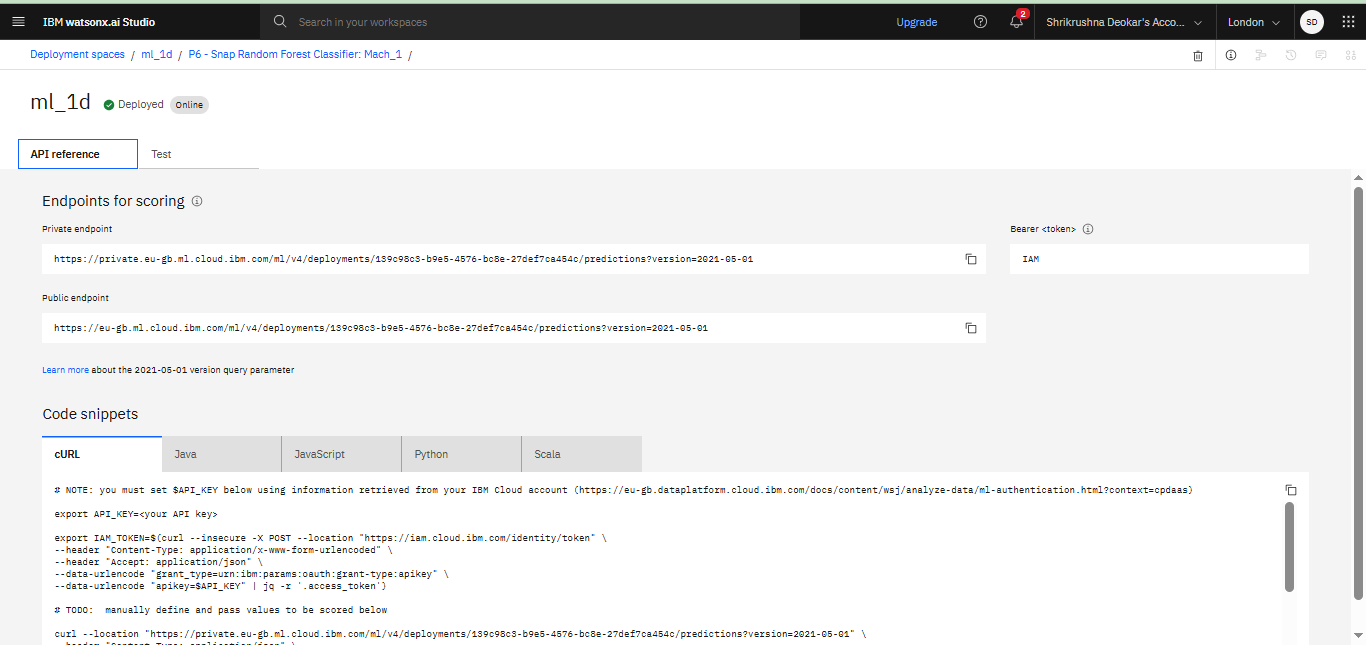 IBM watsonx.ai Studio
Search in your workspaces
Upgrade
2
Shrikrushna Deokar's Acco...
London
SD
Deployment spaces / ml_1d / P6 - Snap Random Forest Classifier: Mach_1 /
ml_1d
Deployed
Online
API reference
Test
Endpoints for scoring
Private endpoint
Bearer <token>
https://private.eu-gb.ml.cloud.ibm.com/ml/v4/deployments/139c98c3-b9e5-4576-bc8e-27def7ca454c/predictions?version=2021-05-01
IAM
Public endpoint
https://eu-gb.ml.cloud.ibm.com/ml/v4/deployments/139c98c3-b9e5-4576-bc8e-27def7ca454c/predictions?version=2021-05-01
Learn more about the 2021-05-01 version query parameter
Code snippets
cURL
Java
JavaScript
Python
Scala
# NOTE: you must set $API_KEY below using information retrieved from your IBM Cloud account (https://eu-gb.dataplatform.cloud.ibm.com/docs/content/wsj/analyze-data/ml-authentication.html?context=cpdaas)
export API_KEY=<your API key>
export IAM_TOKEN=$(curl --insecure -X POST --location "https://iam.cloud.ibm.com/identity/token" \
--header "Content-Type: application/x-www-form-urlencoded" \
--header "Accept: application/json" \
--data-urlencode "grant_type=urn:ibm:params:oauth:grant-type:apikey" \
--data-urlencode "apikey=$API_KEY" | jq -r '.access_token')
# TODO:  manually define and pass values to be scored below
curl --location "https://private.eu-gb.ml.cloud.ibm.com/ml/v4/deployments/139c98c3-b9e5-4576-bc8e-27def7ca454c/predictions?version=2021-05-01" \